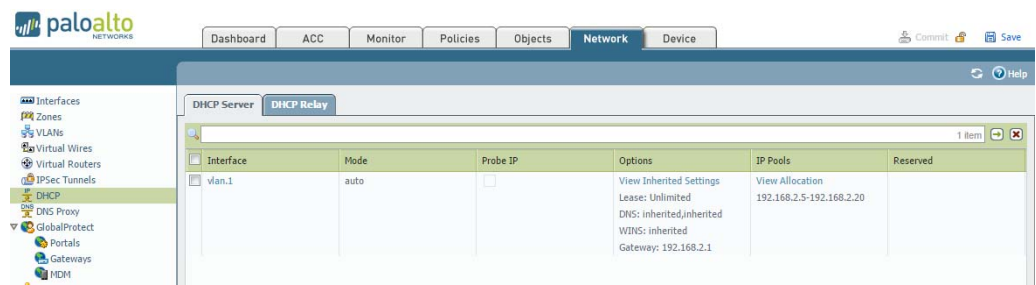 paloalto
NETWORKS
Dashboard
ACC
Monitor
Policies
Objects
Network
Device
Commit
Save
Help
Interfaces
Zones
VLANs
Virtual Wires
Virtual Routers
IPSec Tunnels
DHCP
DNS Proxy
GlobalProtect
Portals
Gateways
MDM
DHCP Server
DHCP Relay
1 item
Interface Mode Probe IP Options IP Pools Reserved
vlan.1 auto View Inherited Settings View Allocation
Lease: Unlimited 192.168.2.5-192.168.2.20
DNS: inherited,inherited
WINS: inherited
Gateway: 192.168.2.1